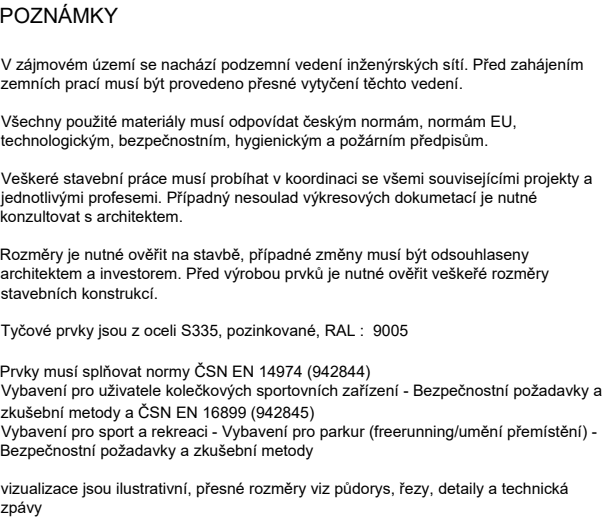 POZNÁMKY
V zájmovém území se nachází podzemní vedení inženýrských sítí. Před zahájením
zemních prací musí být provedeno přesné vytyčení těchto vedení.
Všechny použité materiály musí odpovídat českým normám, normám EU,
technologickým, bezpečnostním, hygienickým a požárním předpisům.
Veškeré stavební práce musí probíhat v koordinaci se všemi souvisejícími projekty a
jednotlivými profesemi. Případný nesoulad výkresových dokumetací je nutné
konzultovat s architektem.
Rozměry je nutné ověřit na stavbě, případné změny musí být odsouhlaseny
architektem a investorem. Před výrobou prvků je nutné ověřit veškeřé rozměry
stavebních konstrukcí.
Tyčové prvky jsou z oceli S335, pozinkované, RAL :  9005
Prvky musí splňovat normy ČSN EN 14974 (942844)
Vybavení pro uživatele kolečkových sportovních zařízení - Bezpečnostní požadavky a
zkušební metody a ČSN EN 16899 (942845)
Vybavení pro sport a rekreaci - Vybavení pro parkur (freerunning/umění přemístění) -
Bezpečnostní požadavky a zkušební metody
vizualizace jsou ilustrativní, přesné rozměry viz půdorys, řezy, detaily a technická
zpávy